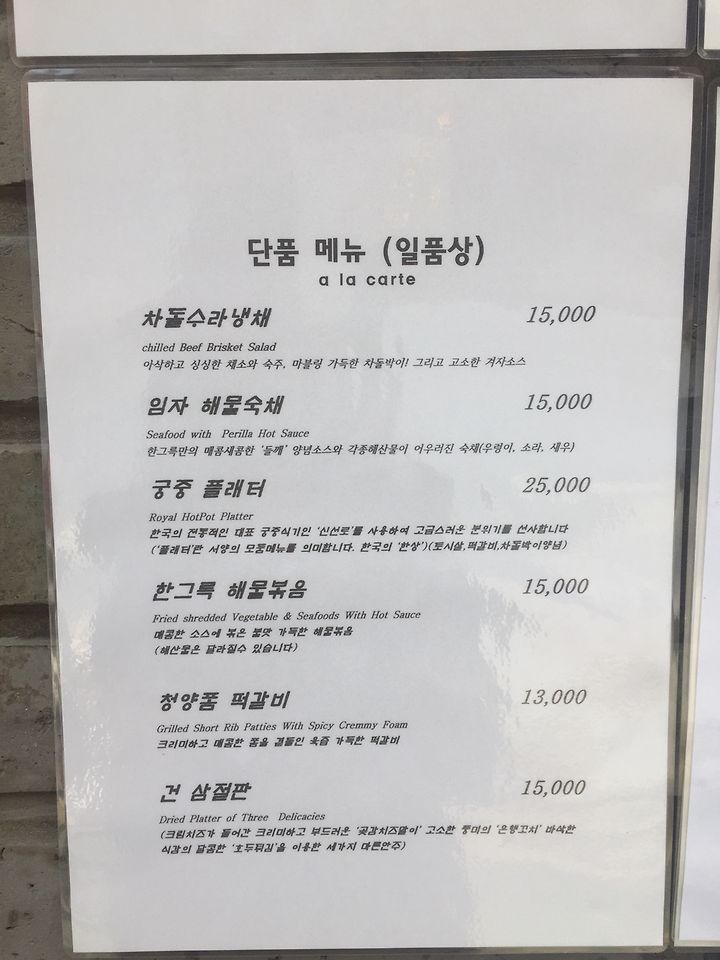 단품 메뉴 (일품상)
a la carte
차돌수라냉채 15,000
chilled Beef Brisket Salad
아삭하고 싱싱한 채소와 숙주, 마블링 가득한 차돌박이! 그리고 고소한 겨자소스
임자 해물숙채 15,000
Seafood with Perilla Hot Sauce
한그륵만의 매콤새콤한 '들깨' 양념소스와 각종해산물이 어우러진 숙채(우렁이, 소라, 새우)
궁중 플래터 25,000
Royal HotPot Platter
한국의 전통적인 대표 궁중식기인 '신선로'를 사용하여 고급스러운 분위기를 선사합니다
('플래터'란 서양의 모둠메뉴를 의미합니다. 한국의 '한상')(토시살,떡갈비,차돌박이양념)
한그륵 해물볶음 15,000
Fried shredded Vegetable & Seafoods With Hot Sauce
매콤한 소스에 볶은 불맛 가득한 해물볶음
(해산물은 달라질수 있습니다)
청양폼 떡갈비 13,000
Grilled Short Rib Patties With Spicy Cremmy Foam
크리미하고 매콤한 폼을 곁들인 육즙 가득한 떡갈비
건 삼절판 15,000
Dried Platter of Three Delicacies
(크림치즈가 들어간 크리미하고 부드러운 '곶감치즈말이' 고소한 풍미의 '은행꼬치' 바삭한
식감의 달콤한 '호두튀김'을 이용한 세가지 마른안주)